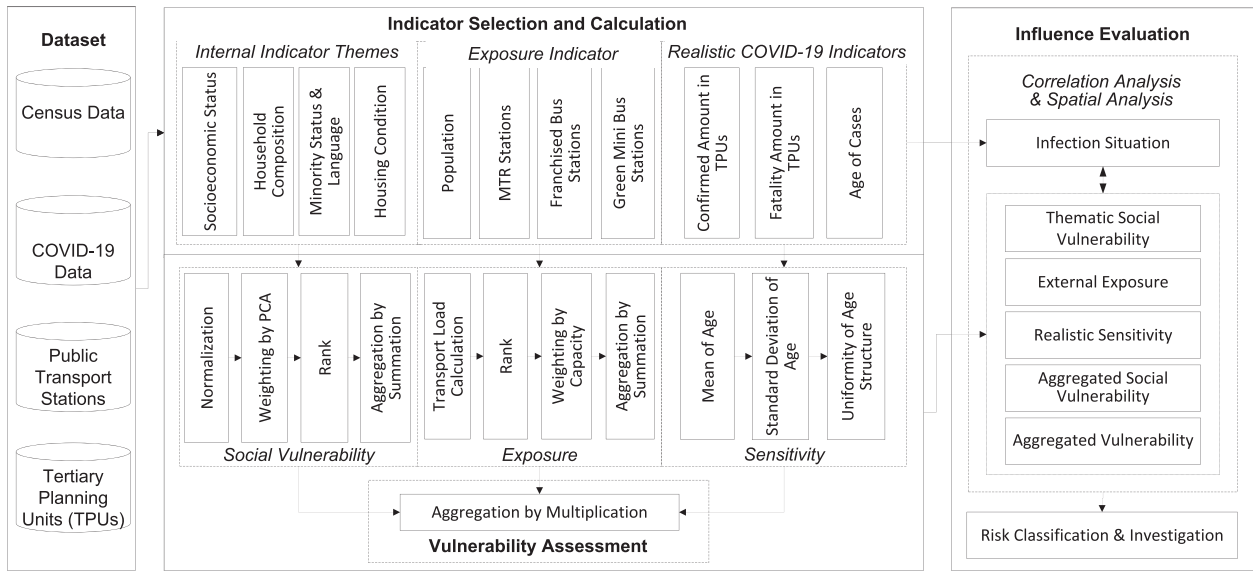 Dataset
Census Data
COVID-19
Data
Public
Transport
Stations
Tertiary
Planning
Units (TPUs)
Indicator Selection and Calculation
Internal Indicator Themes
Socioeconomic Status
Household
Composition
Minority Status &
Language
Housing Condition
Exposure Indicator
Population
MTR Stations
Franchised Bus
Stations
Green Mini Bus
Stations
Realistic COVID-19 Indicators
Confirmed Amount in
TPUs
Fatality Amount in
TPUs
Age of Cases
Normalization
Weighting by PCA
Rank
Aggregation by
Summation
Social Vulnerability
Transport Load
Calculation
Rank
Weighting by
Capacity
Aggregation by
Summation
Exposure
Mean of Age
Standard Deviation of
Age
Uniformity of Age
Structure
Sensitivity
Aggregation by Multiplication
Vulnerability Assessment
Influence Evaluation
Correlation Analysis
& Spatial Analysis
Infection Situation
Thematic Social
Vulnerability
External Exposure
Realistic Sensitivity
Aggregated Social
Vulnerability
Aggregated Vulnerability
Risk Classification & Investigation